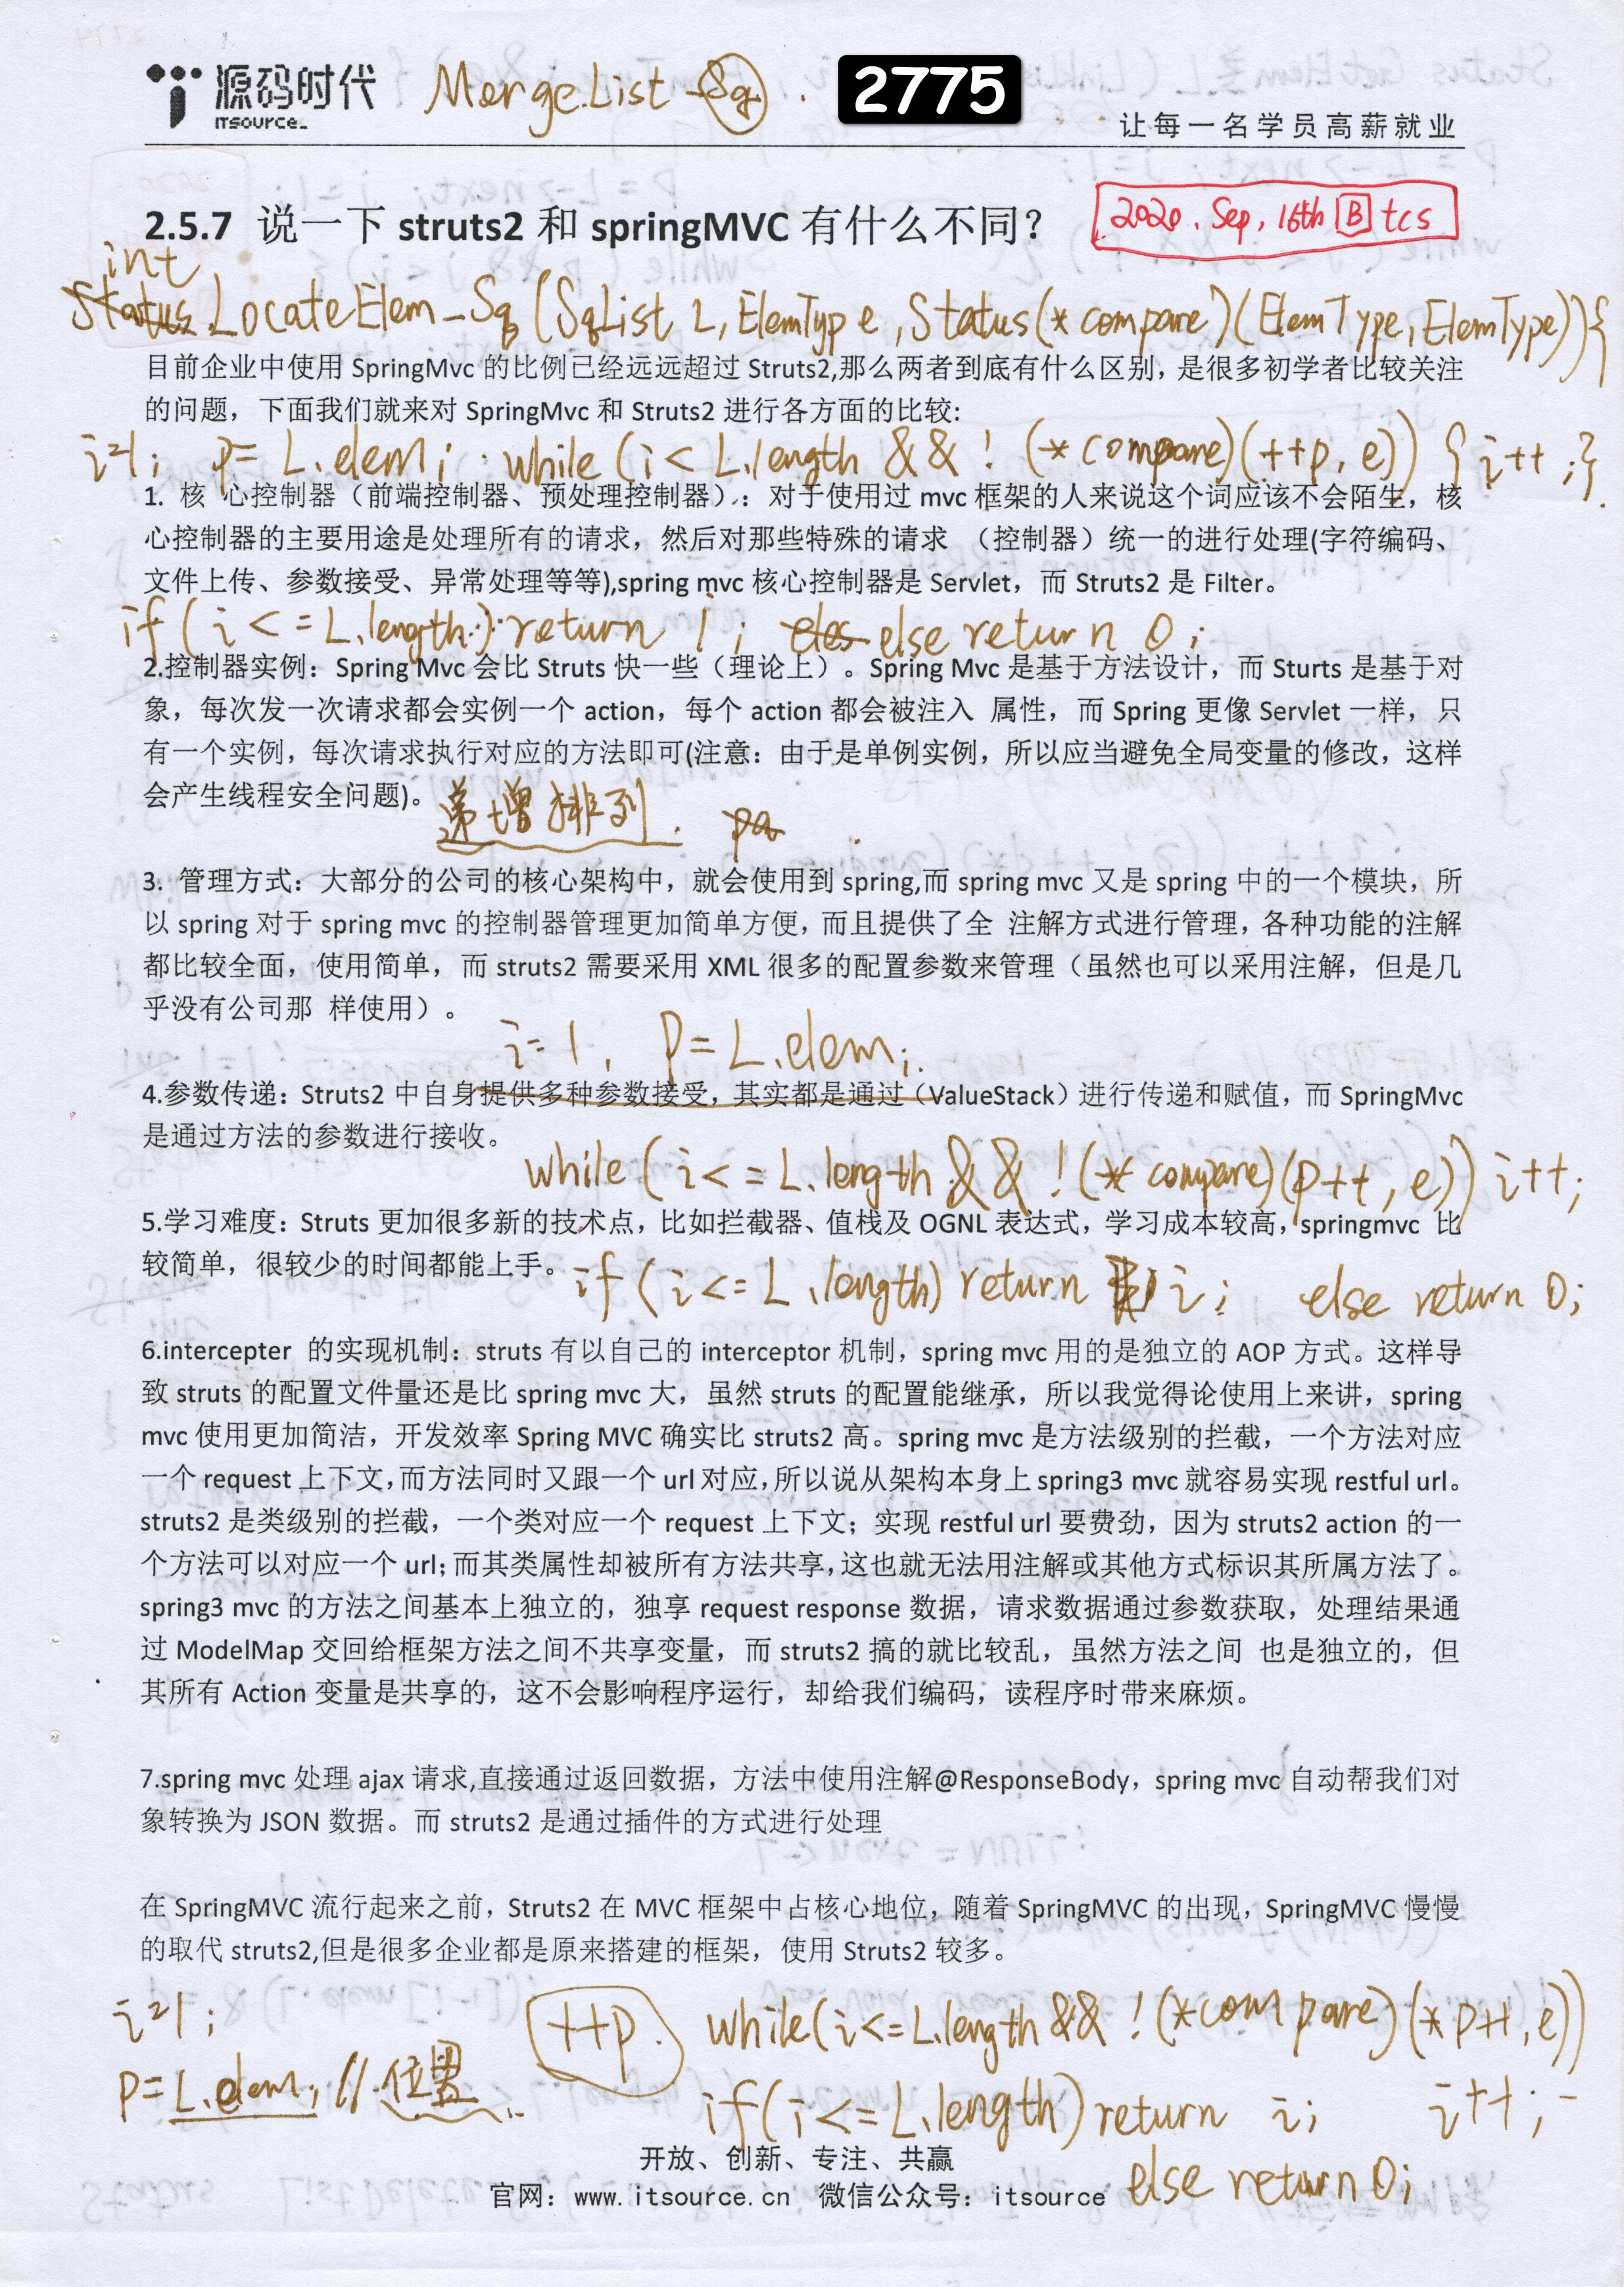 源码时代 MergeList_Sq. 2775
ITSOURCE_
让每一名学员高薪就业
2.5.7 说一下 struts2 和 springMVC 有什么不同?
2020. Sep, 16th B tcs
int
Status LocateElem_Sq (SqList L, ElemType e, Status(*compare)(ElemType, ElemType)){
目前企业中使用 SpringMvc 的比例已经远远超过 Struts2,那么两者到底有什么区别，是很多初学者比较关注
的问题，下面我们就来对 SpringMvc 和 Struts2 进行各方面的比较:
i=1; p= L.elem; while (i < L.length && ! (*compare)(++p, e)) { i++ ;}
1. 核 心控制器（前端控制器、预处理控制器）：对于使用过 mvc 框架的人来说这个词应该不会陌生，核
心控制器的主要用途是处理所有的请求，然后对那些特殊的请求 （控制器）统一的进行处理(字符编码、
文件上传、参数接受、异常处理等等),spring mvc 核心控制器是 Servlet，而 Struts2 是 Filter。
if ( i <= L.length ) return i ; eles else return 0 ;
2.控制器实例：Spring Mvc 会比 Struts 快一些（理论上）。Spring Mvc 是基于方法设计，而 Sturts 是基于对
象，每次发一次请求都会实例一个 action，每个 action 都会被注入 属性，而 Spring 更像 Servlet 一样，只
有一个实例，每次请求执行对应的方法即可(注意：由于是单例实例，所以应当避免全局变量的修改，这样
会产生线程安全问题)。
递增排列. pa
3. 管理方式：大部分的公司的核心架构中，就会使用到 spring,而 spring mvc 又是 spring 中的一个模块，所
以 spring 对于 spring mvc 的控制器管理更加简单方便，而且提供了全 注解方式进行管理，各种功能的注解
都比较全面，使用简单，而 struts2 需要采用 XML 很多的配置参数来管理（虽然也可以采用注解，但是几
乎没有公司那 样使用）。
i=1, p= L.elem;
4.参数传递：Struts2 中自身提供多种参数接受，其实都是通过（ValueStack）进行传递和赋值，而 SpringMvc
是通过方法的参数进行接收。
while ( i <= L.length && ! (* compare)(p++, e)) i++;
5.学习难度：Struts 更加很多新的技术点，比如拦截器、值栈及 OGNL 表达式，学习成本较高，springmvc 比
较简单，很较少的时间都能上手。
if ( i <= L.length) return i; else return 0;
6.intercepter 的实现机制：struts 有以自己的 interceptor 机制，spring mvc 用的是独立的 AOP 方式。这样导
致 struts 的配置文件量还是比 spring mvc 大，虽然 struts 的配置能继承，所以我觉得论使用上来讲，spring
mvc 使用更加简洁，开发效率 Spring MVC 确实比 struts2 高。spring mvc 是方法级别的拦截，一个方法对应
一个 request 上下文,而方法同时又跟一个 url 对应,所以说从架构本身上 spring3 mvc 就容易实现 restful url。
struts2 是类级别的拦截，一个类对应一个 request 上下文；实现 restful url 要费劲，因为 struts2 action 的一
个方法可以对应一个 url;而其类属性却被所有方法共享,这也就无法用注解或其他方式标识其所属方法了。
spring3 mvc 的方法之间基本上独立的，独享 request response 数据，请求数据通过参数获取，处理结果通
过 ModelMap 交回给框架方法之间不共享变量，而 struts2 搞的就比较乱，虽然方法之间 也是独立的，但
其所有 Action 变量是共享的，这不会影响程序运行，却给我们编码，读程序时带来麻烦。
7.spring mvc 处理 ajax 请求,直接通过返回数据，方法中使用注解@ResponseBody，spring mvc 自动帮我们对
象转换为 JSON 数据。而 struts2 是通过插件的方式进行处理
在 SpringMVC 流行起来之前，Struts2 在 MVC 框架中占核心地位，随着 SpringMVC 的出现，SpringMVC 慢慢
的取代 struts2,但是很多企业都是原来搭建的框架，使用 Struts2 较多。
i=1; ++p. while(i<=L.length && ! (*compare) (*p++, e))
p= L.elem; // 位置 i++;
if(i<=L.length) return i;
else return 0;
开放、创新、专注、共赢
官网：www.itsource.cn 微信公众号：itsource